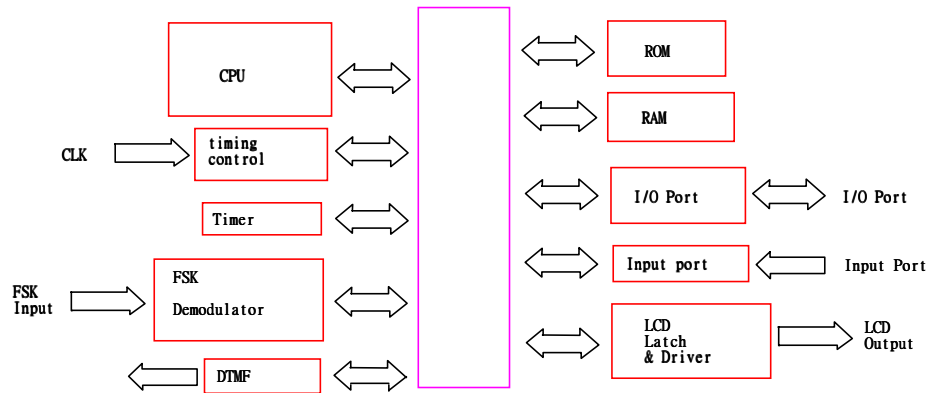 CPU
ROM
RAM
CLK
timing
control
I/O Port
I/O Port
Timer
Input port
Input Port
FSK
Input
FSK
Demodulator
LCD
Latch
& Driver
LCD
Output
DTMF